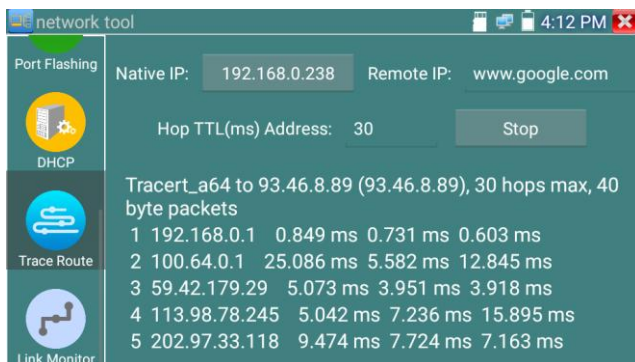 network tool
4:12 PM
Port Flashing
Native IP: 192.168.0.238 Remote IP: www.google.com
Hop TTL(ms) Address: 30 Stop
DHCP
Tracert_a64 to 93.46.8.89 (93.46.8.89), 30 hops max, 40
byte packets
1 192.168.0.1 0.849 ms 0.731 ms 0.603 ms
Trace Route
2 100.64.0.1 25.086 ms 5.582 ms 12.845 ms
3 59.42.179.29 5.073 ms 3.951 ms 3.918 ms
4 113.98.78.245 5.042 ms 7.236 ms 15.895 ms
5 202.97.33.118 9.474 ms 7.724 ms 7.163 ms
Link Monitor